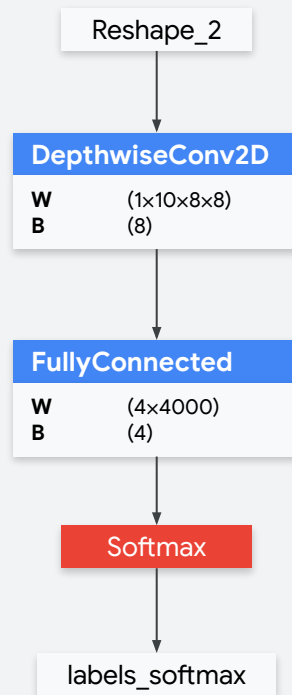 Reshape_2
DepthwiseConv2D
W (1×10×8×8)
B (8)
FullyConnected
W (4×4000)
B (4)
Softmax
labels_softmax